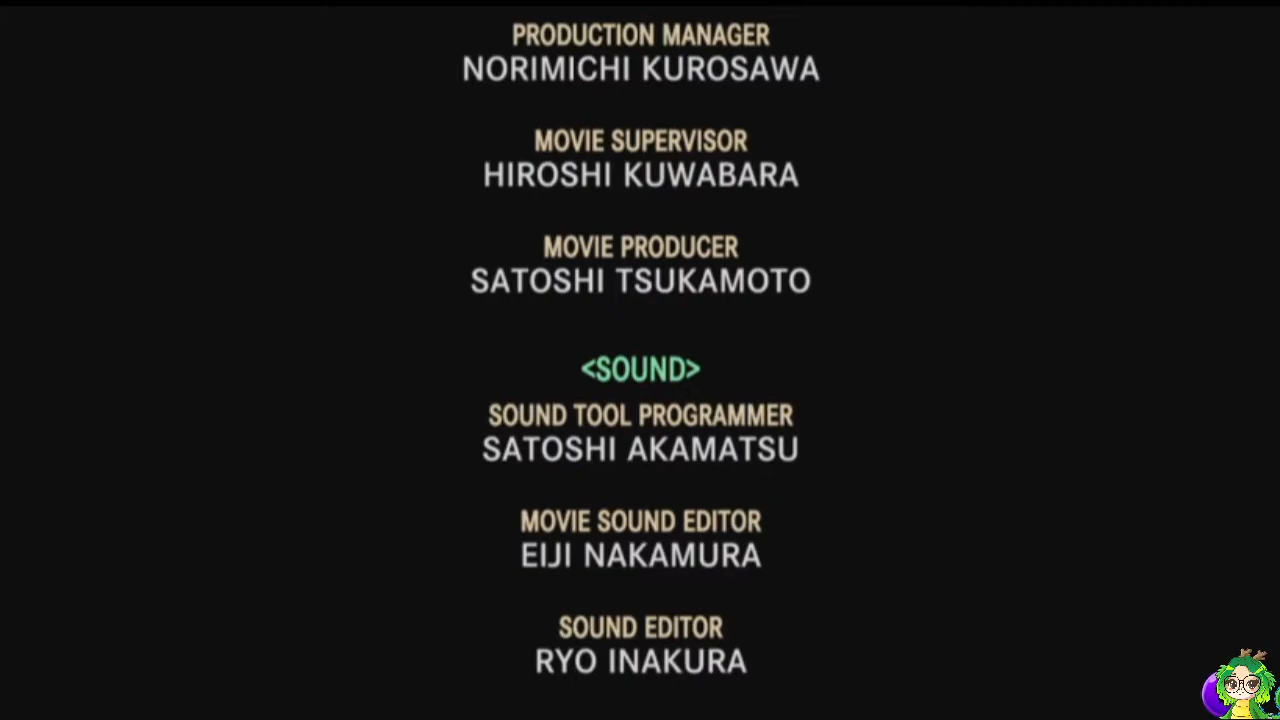 PRODUCTION MANAGER
NORIMICHI KUROSAWA
MOVIE SUPERVISOR
HIROSHI KUWABARA
MOVIE PRODUCER
SATOSHI TSUKAMOTO
<SOUND>
SOUND TOOL PROGRAMMER
SATOSHI AKAMATSU
MOVIE SOUND EDITOR
EIJI NAKAMURA
SOUND EDITOR
RYO INAKURA